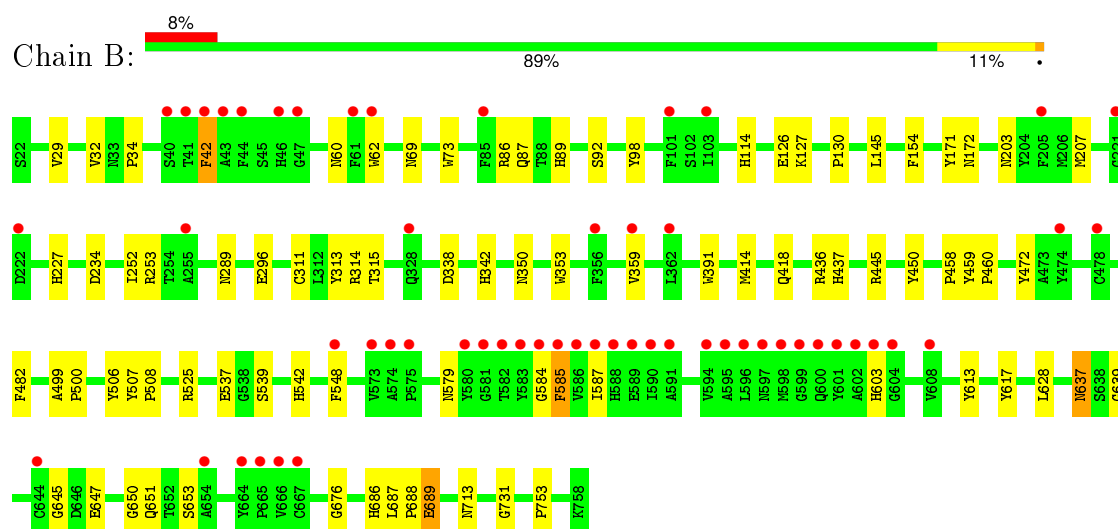 8%
Chain B:
89% 11% •
S22 V29 V32 N33 P34 S40 T41 F42 A43 F44 S45 H46 G47 N60 F61 W62 N69 W73 F85 R86 Q87 T88 H89 S92 Y98 F101 S102 I103 H114 E126 K127 P130 L145 F154 Y171 N172 N203 Y204 F205 M206 M207
D222 H227 D234 I252 R253 T254 A255 N289 E296 C311 L312 Y313 R314 T315 Q328 D338 H342 N350 W353 F356 V359 L362 W391 M414 Q418 R436 H437 R445 Y450 P458 Y459 P460 Y472 A473 Y474 C478
F482 A499 P500 Y506 Y507 P508 R525 E537 G538 S539 H542 F548 V573 A574 P575 N579 Y580 G581 T582 Y583 G584 F585 V586 I587 H588 E589 I590 A591 V594 A595 L596 N597 M598 G599 Q600 Y601 A602 H603 G604 V608 Y613 Y617 L628 N637 S638
C644 G645 D646 E647 G650 Q651 T652 S653 A654 Y664 P665 V666 C667 G676 H686 L687 P688 E689 N713 G731 P753 K758